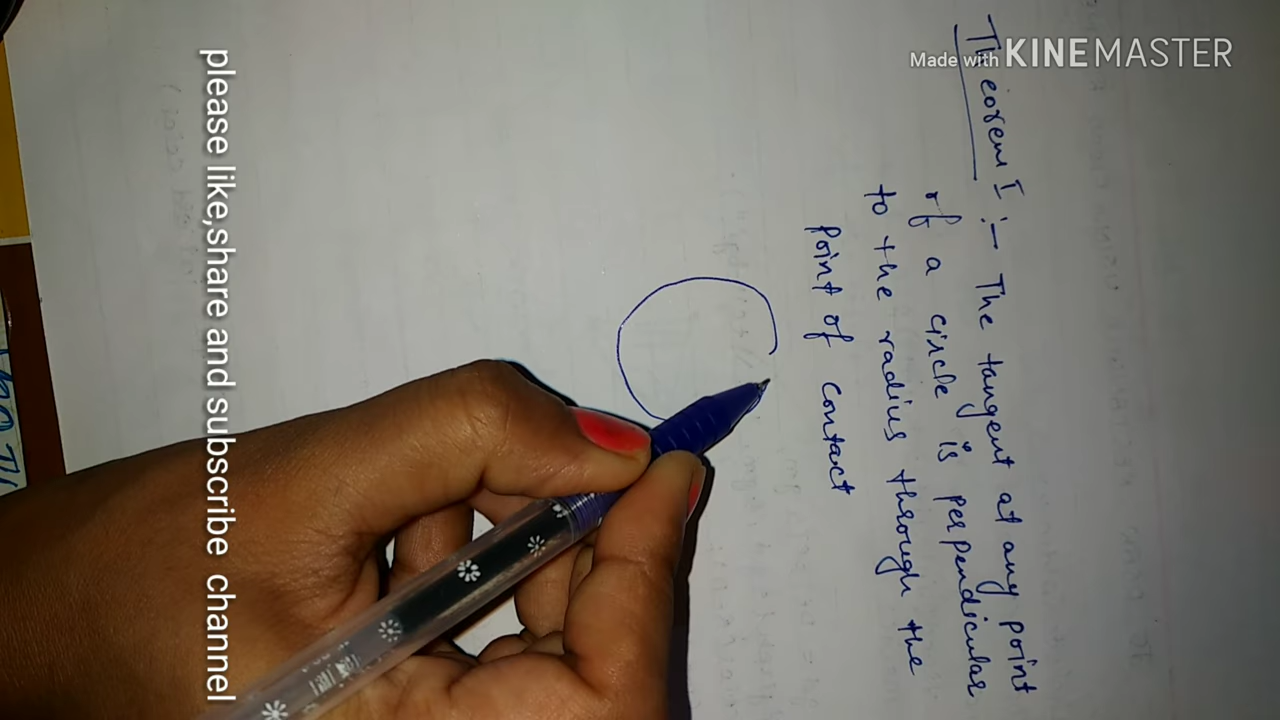 Made with KINEMASTER
Theorem I :- The tangent at any point
of a circle is perpendicular
to the radius through the
point of contact
please like,share and subscribe channel